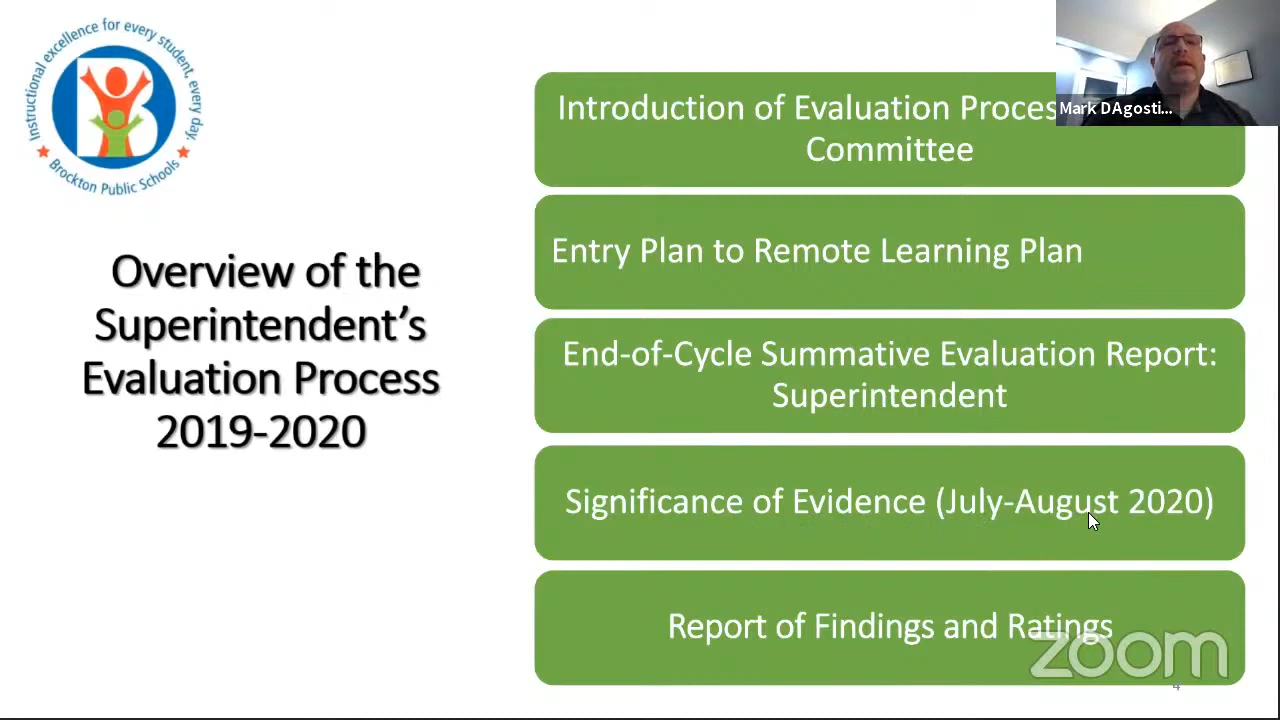 Instructional excellence for every student, every day.
B
Brockton Public Schools
Overview of the
Superintendent’s
Evaluation Process
2019-2020
Introduction of Evaluation
Committee
Mark DAgosti...
Entry Plan to Remote Learning Plan
End-of-Cycle Summative Evaluation Report:
Superintendent
Significance of Evidence (July-August 2020)
Report of Findings and Ratings
zoom
4